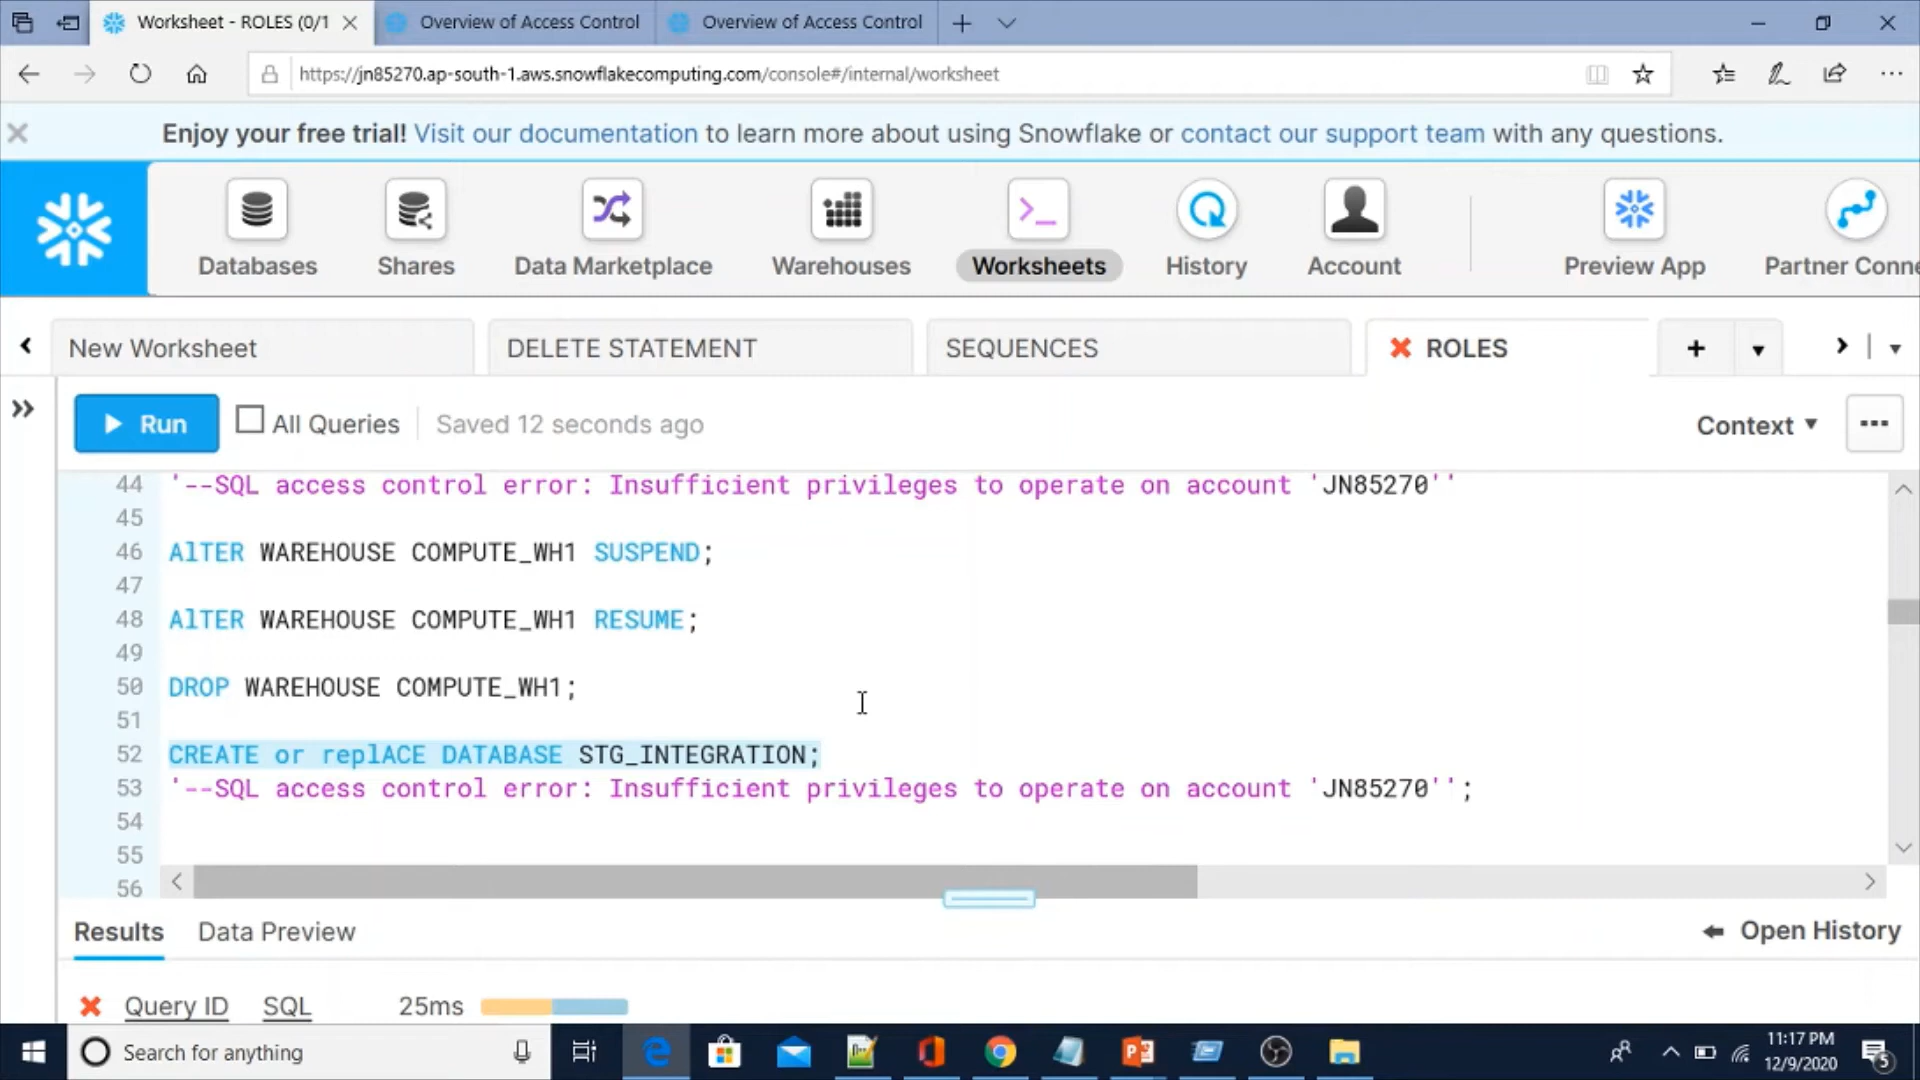 Worksheet - ROLES (0/1
Overview of Access Control
Overview of Access Control
https://jn85270.ap-south-1.aws.snowflakecomputing.com/console#/internal/worksheet
Enjoy your free trial! Visit our documentation to learn more about using Snowflake or contact our support team with any questions.
Databases
Shares
Data Marketplace
Warehouses
Worksheets
History
Account
Preview App
Partner Conne
New Worksheet
DELETE STATEMENT
SEQUENCES
ROLES
Run
All Queries
Saved 12 seconds ago
Context
44 '--SQL access control error: Insufficient privileges to operate on account 'JN85270''
45
46 AlTER WAREHOUSE COMPUTE_WH1 SUSPEND;
47
48 AlTER WAREHOUSE COMPUTE_WH1 RESUME;
49
50 DROP WAREHOUSE COMPUTE_WH1;
51
52 CREATE or replACE DATABASE STG_INTEGRATION;
53 '--SQL access control error: Insufficient privileges to operate on account 'JN85270'';
54
55
56
Results
Data Preview
Open History
Query ID
SQL
25ms
Search for anything
11:17 PM
12/9/2020
5